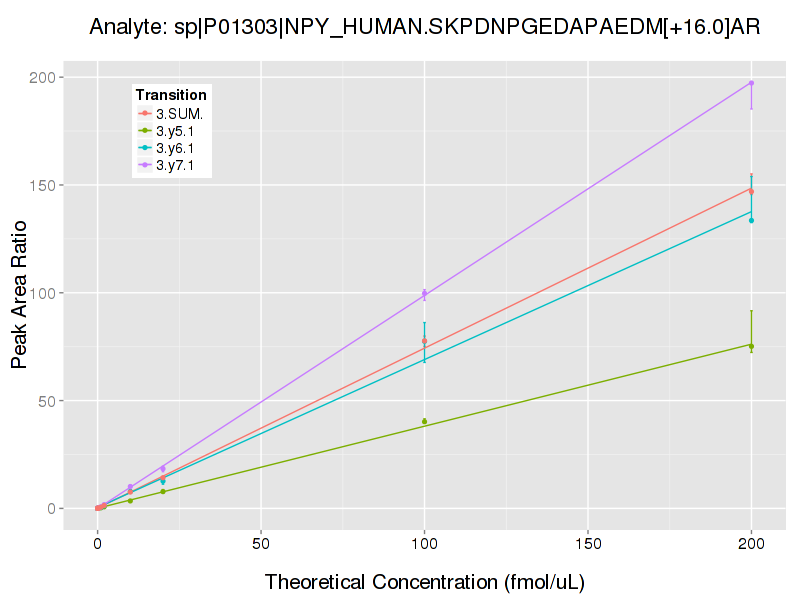 Analyte: sp|P01303|NPY_HUMAN.SKPDNPGEDAPAEDM[+16.0]AR
Peak Area Ratio
200
150
100
50
0
Transition
3.SUM.
3.y5.1
3.y6.1
3.y7.1
0 50 100 150 200
Theoretical Concentration (fmol/uL)